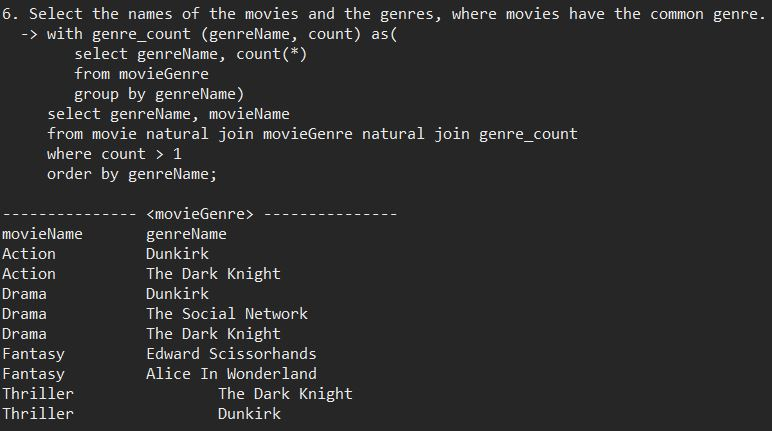 6. Select the names of the movies and the genres, where movies have the common genre.
-> with genre_count (genreName, count) as(
select genreName, count(*)
from movieGenre
group by genreName)
select genreName, movieName
from movie natural join movieGenre natural join genre_count
where count > 1
order by genreName;
--------------- <movieGenre> ---------------
movieName genreName
Action Dunkirk
Action The Dark Knight
Drama Dunkirk
Drama The Social Network
Drama The Dark Knight
Fantasy Edward Scissorhands
Fantasy Alice In Wonderland
Thriller The Dark Knight
Thriller Dunkirk